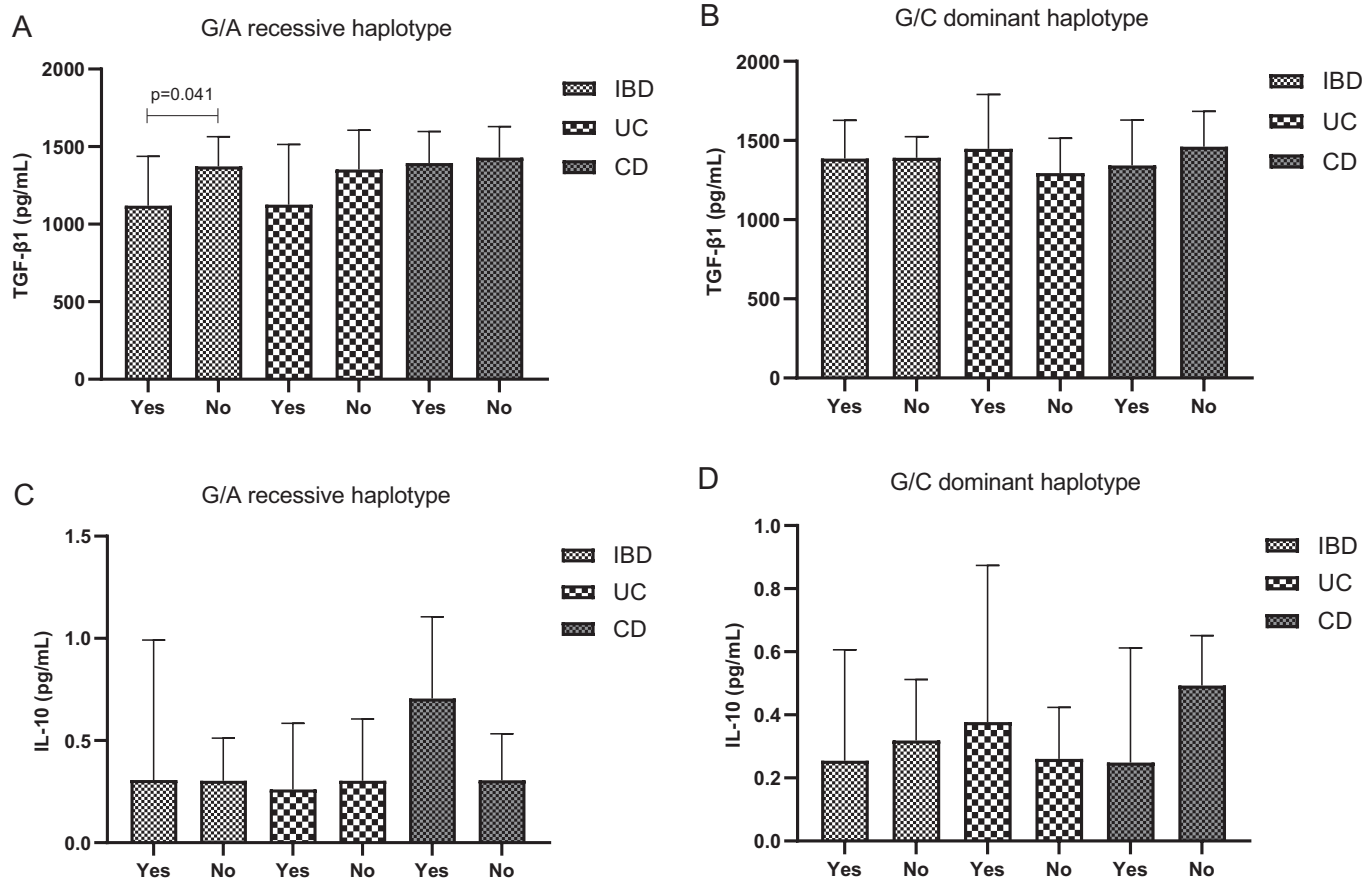 A
G/A recessive haplotype
2000
1500
1000
500
0
TGF-β1 (pg/mL)
p=0.041
Yes No Yes No Yes No
IBD
UC
CD
B
G/C dominant haplotype
2000
1500
1000
500
0
TGF-β1 (pg/mL)
Yes No Yes No Yes No
IBD
UC
CD
C
G/A recessive haplotype
1.5
1.0
0.5
0.0
IL-10 (pg/mL)
Yes No Yes No Yes No
IBD
UC
CD
D
G/C dominant haplotype
1.0
0.8
0.6
0.4
0.2
0.0
IL-10 (pg/mL)
Yes No Yes No Yes No
IBD
UC
CD